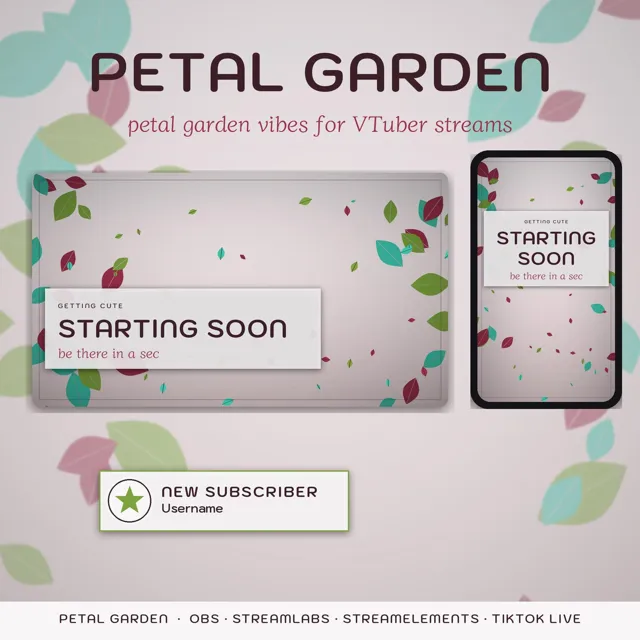 PETAL GARDEN
petal garden vibes for VTuber streams
GETTING CUTE
STARTING SOON
be there in a sec
GETTING CUTE
STARTING
SOON
be there in a sec
NEW SUBSCRIBER
Username
PETAL GARDEN · OBS · STREAMLABS · STREAMELEMENTS · TIKTOK LIVE